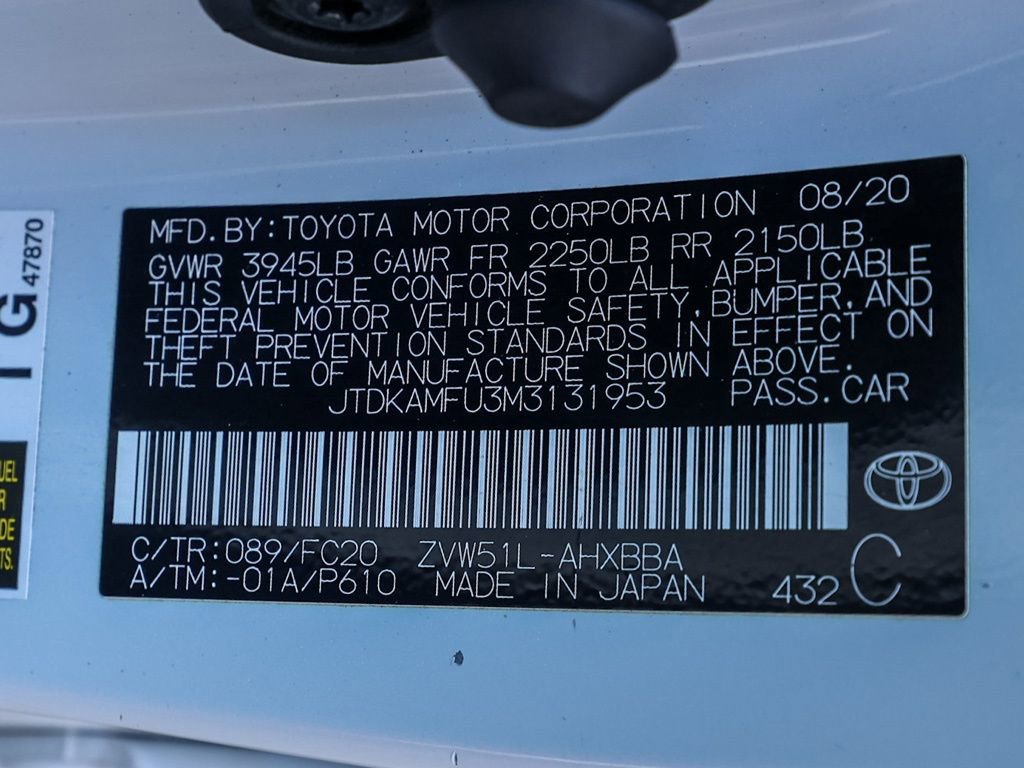 MFD.BY:TOYOTA MOTOR CORPORATION 08/20
GVWR 3945LB GAWR FR 2250LB RR 2150LB
THIS VEHICLE CONFORMS TO ALL APPLICABLE
FEDERAL MOTOR VEHICLE SAFETY,BUMPER,AND
THEFT PREVENTION STANDARDS IN EFFECT ON
THE DATE OF MANUFACTURE SHOWN ABOVE.
JTDKAMFU3M3131953 PASS.CAR
C/TR:089/FC20 ZVW51L-AHXBBA
A/TM:-01A/P610 MADE IN JAPAN 432 C
47870